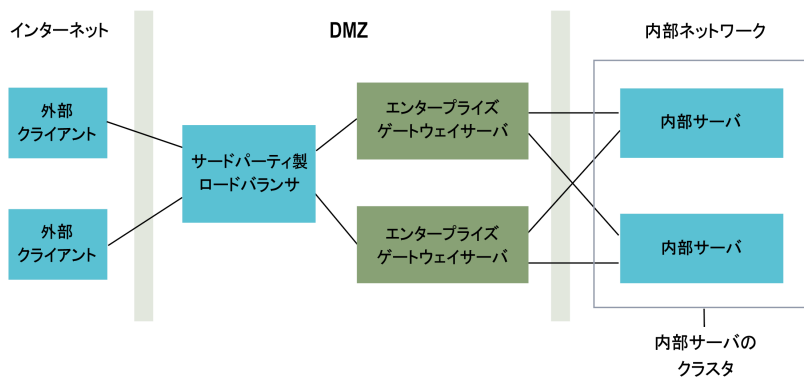 インターネット
DMZ
内部ネットワーク
外部
クライアント
外部
クライアント
サードパーティ製
ロードバランサ
エンタープライズ
ゲートウェイサーバ
エンタープライズ
ゲートウェイサーバ
内部サーバ
内部サーバ
内部サーバの
クラスタ